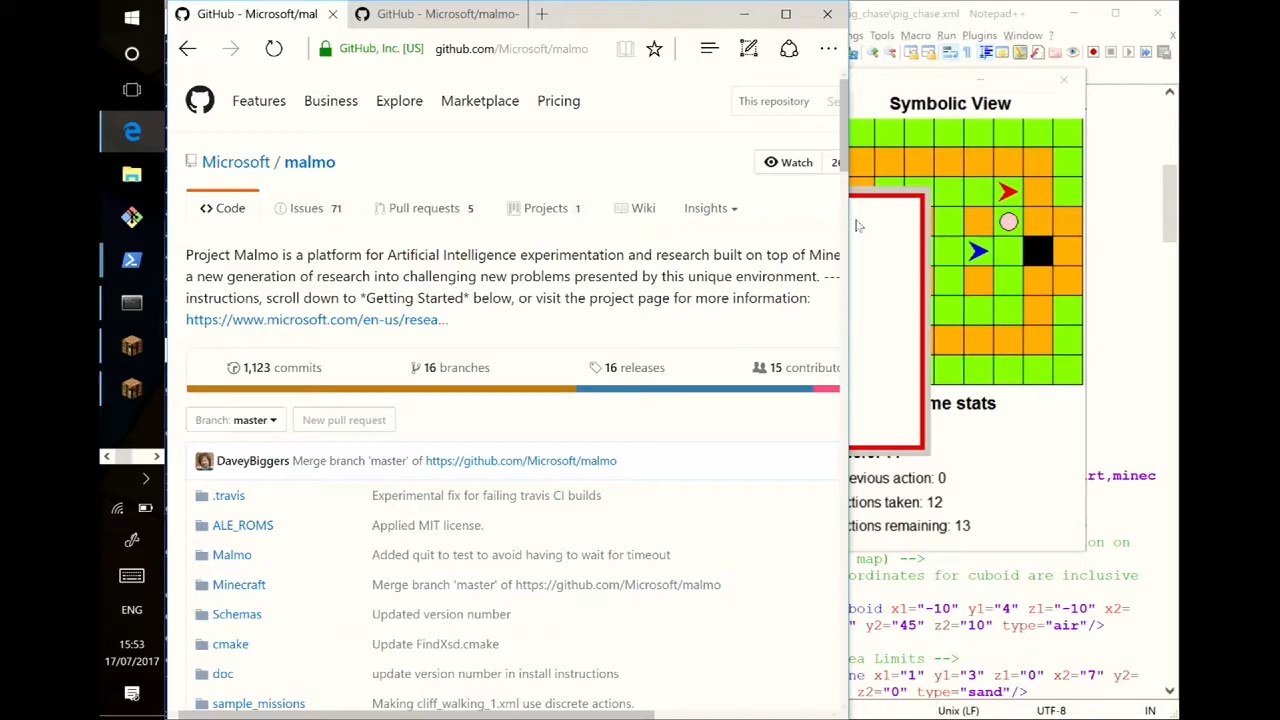 GitHub - Microsoft/mal
GitHub - Microsoft/malmo-
pig_chase\pig_chase.xml - Notepad++
GitHub, Inc. [US]
github.com/Microsoft/malmo
Tools Macro Run Plugins Window ?
X
Features
Business
Explore
Marketplace
Pricing
This repository
Se
Symbolic View
Microsoft / malmo
Watch
Code
Issues 71
Pull requests 5
Projects 1
Wiki
Insights
Project Malmo is a platform for Artificial Intelligence experimentation and research built on top of Mine
a new generation of research into challenging new problems presented by this unique environment. ---
instructions, scroll down to *Getting Started* below, or visit the project page for more information:
https://www.microsoft.com/en-us/resea...
1,123 commits
16 branches
16 releases
15 contributo
me stats
Branch: master
New pull request
DaveyBiggers Merge branch 'master' of https://github.com/Microsoft/malmo
evious action: 0
rt,minec
.travis
Experimental fix for failing travis CI builds
ctions taken: 12
ALE_ROMS
Applied MIT license.
ctions remaining: 13
on on
Malmo
Added quit to test to avoid having to wait for timeout
map) -->
Minecraft
Merge branch 'master' of https://github.com/Microsoft/malmo
ordinates for cuboid are inclusive
Schemas
Updated version number
boid x1="-10" y1="4" z1="-10" x2=
" y2="45" z2="10" type="air"/>
cmake
Update FindXsd.cmake
ea Limits -->
doc
update version number in install instructions
ne x1="1" y1="3" z1="0" x2="7" y2=
z2="0" type="sand"/>
sample_missions
Making cliff_walking_1.xml use discrete actions.
Unix (LF)
UTF-8
IN
ENG
15:53
17/07/2017